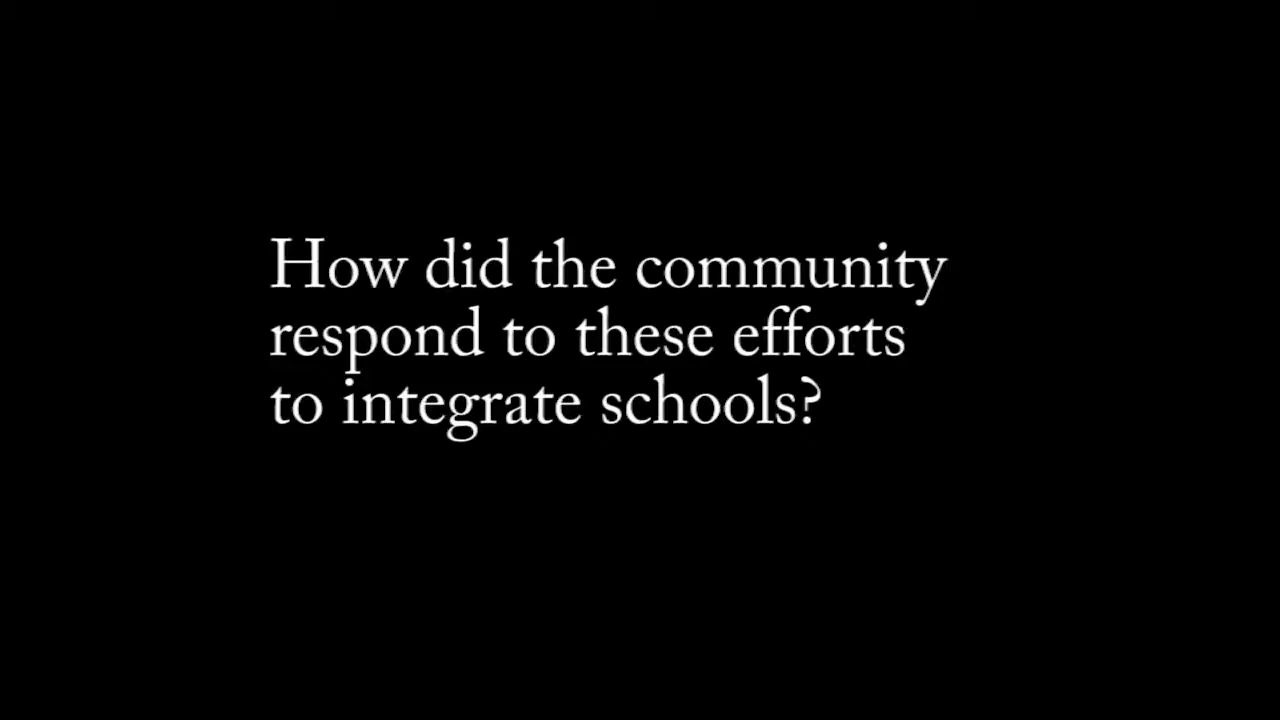 How did the community
respond to these efforts
to integrate schools?